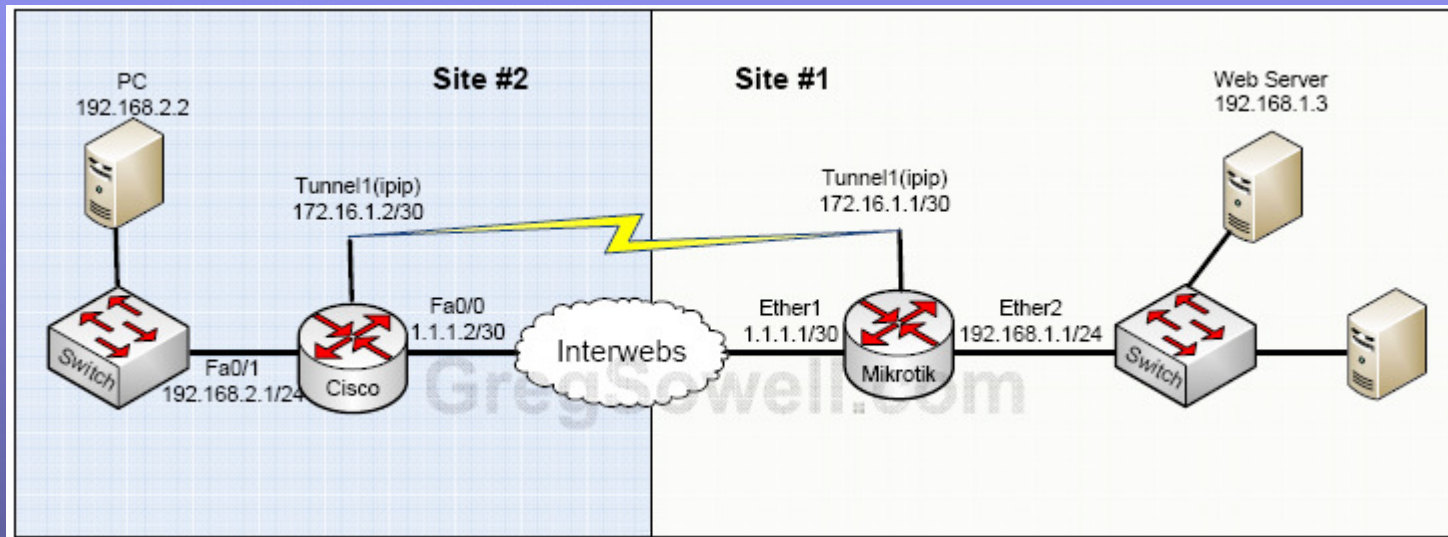 Site #2
Site #1
PC
192.168.2.2
Web Server
192.168.1.3
Tunnel1(ipip)
172.16.1.2/30
Tunnel1(ipip)
172.16.1.1/30
Fa0/0
1.1.1.2/30
Ether1
1.1.1.1/30
Ether2
192.168.1.1/24
Interwebs
Switch
Fa0/1
192.168.2.1/24
Cisco
Mikrotik
Switch
GregSowell.com